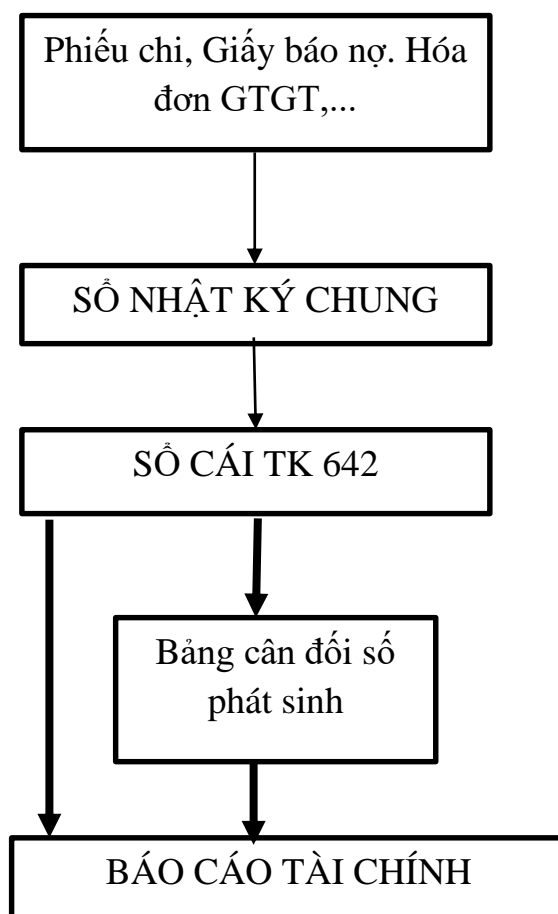 Phiếu chi, Giấy báo nợ. Hóa
đơn GTGT,...
SỔ NHẬT KÝ CHUNG
SỔ CÁI TK 642
Bảng cân đối số
phát sinh
BÁO CÁO TÀI CHÍNH